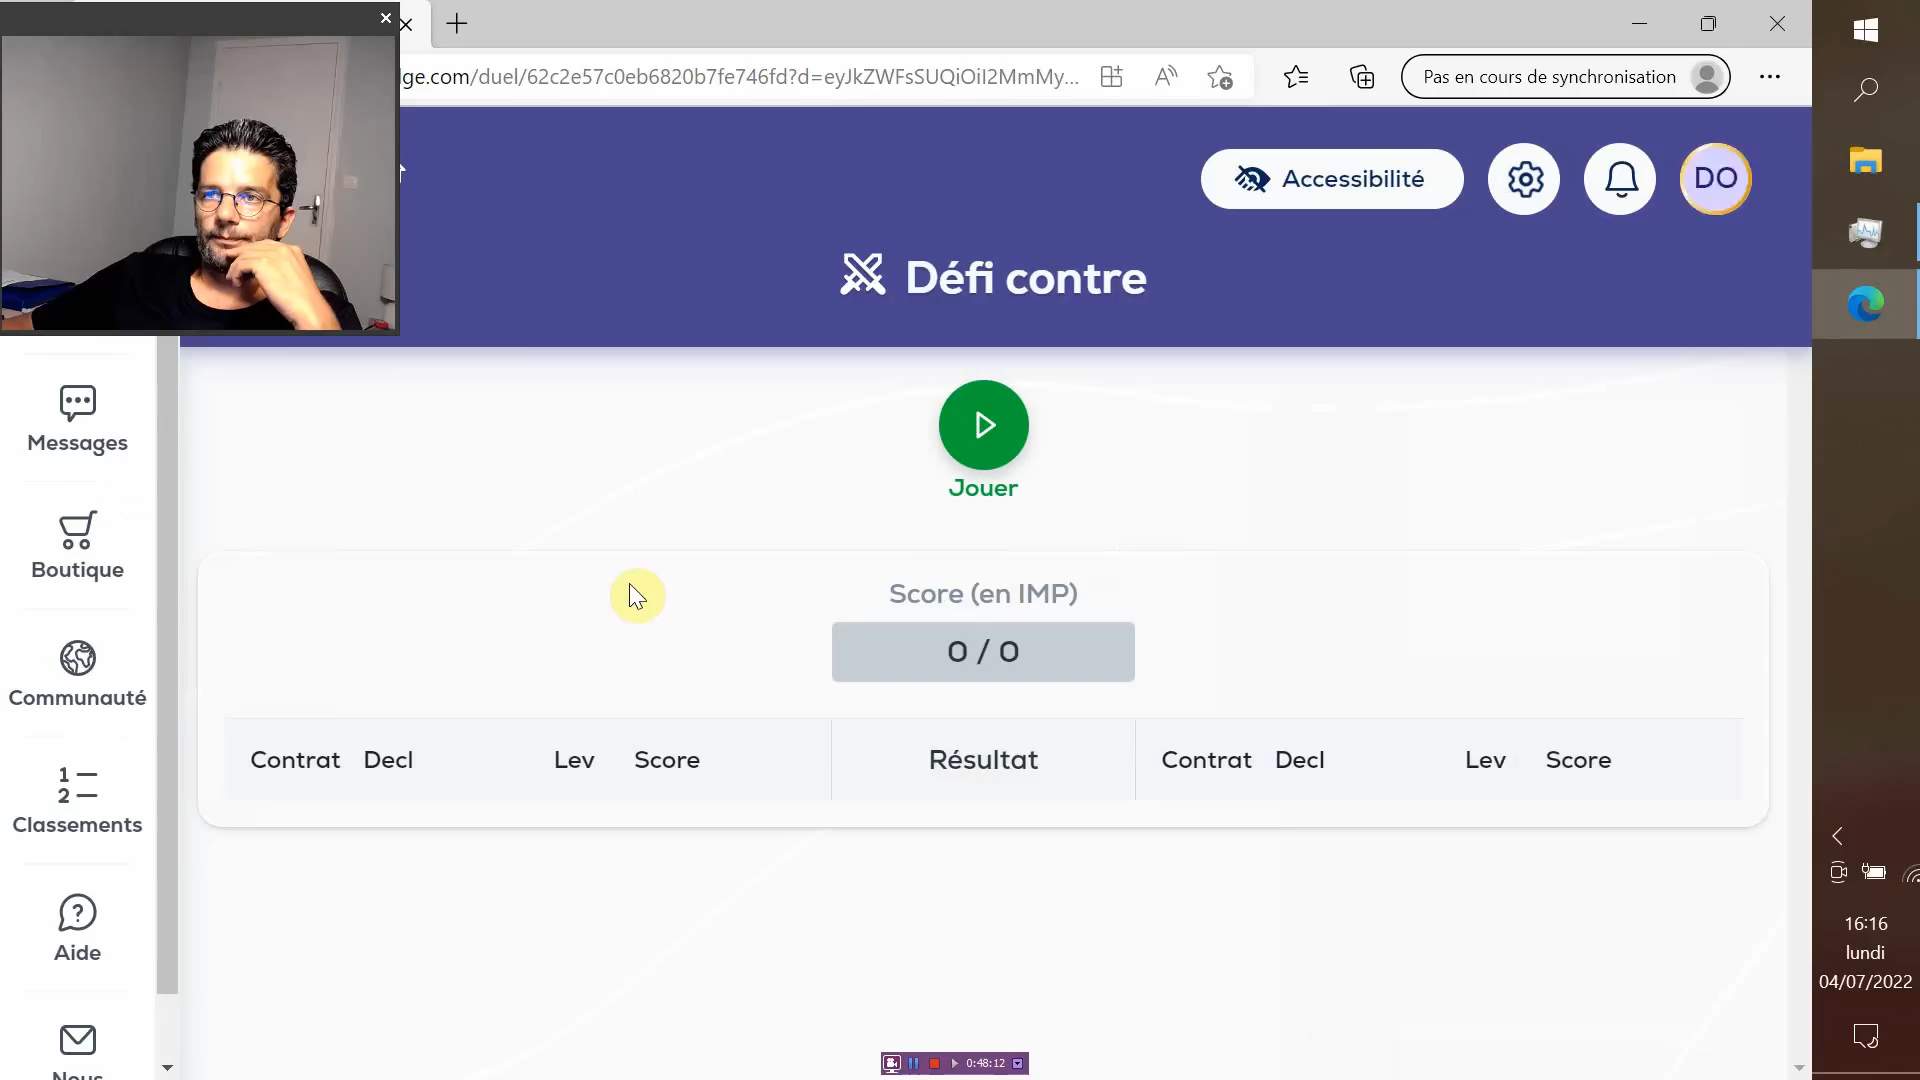 ge.com/duel/62c2e57c0eb6820b7fe746fd?d=eyJkZWFsSUQiOiI2MmMy...
Pas en cours de synchronisation
Accessibilité
DO
Défi contre
Jouer
Messages
Boutique
Communauté
1
2
Classements
Aide
Score (en IMP)
0 / 0
Contrat Decl Lev Score Résultat Contrat Decl Lev Score
16:16
lundi
04/07/2022
0:48:12